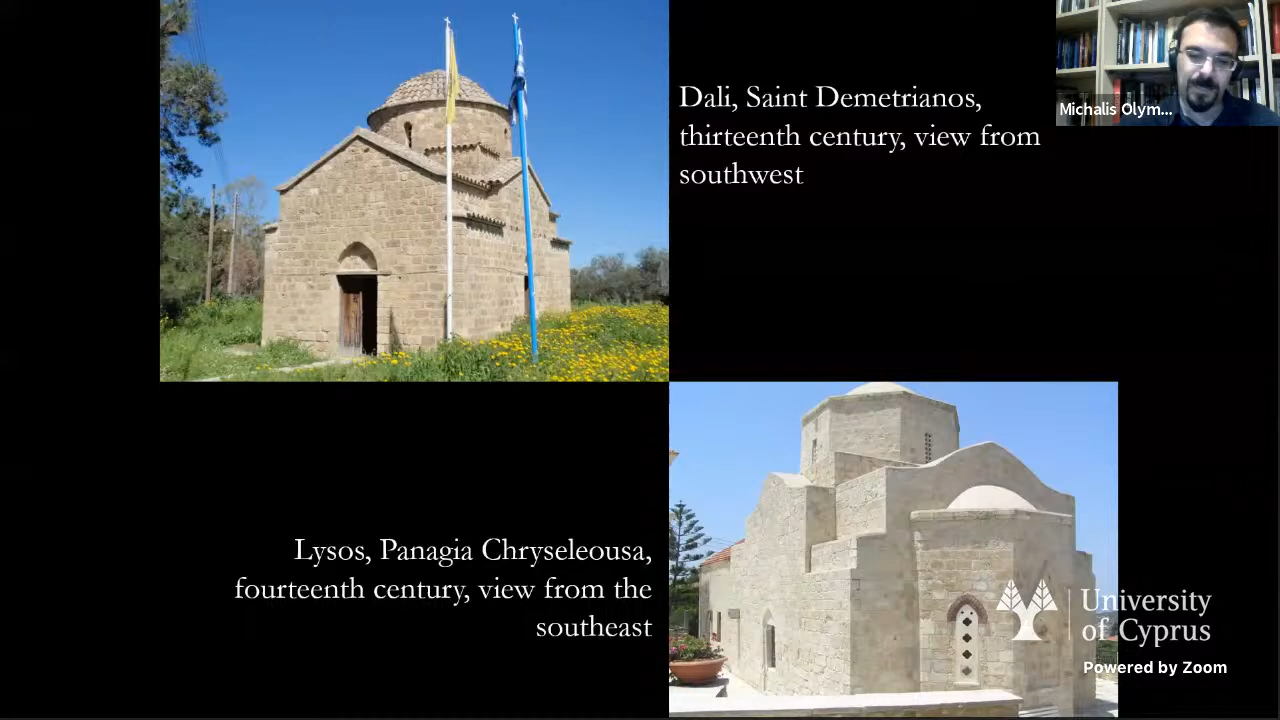 Dali, Saint Demetrianos,
thirteenth century, view from
southwest
Michalis Olym...
Lysos, Panagia Chryseleousa,
fourteenth century, view from the
southeast
University
of Cyprus
Powered by Zoom